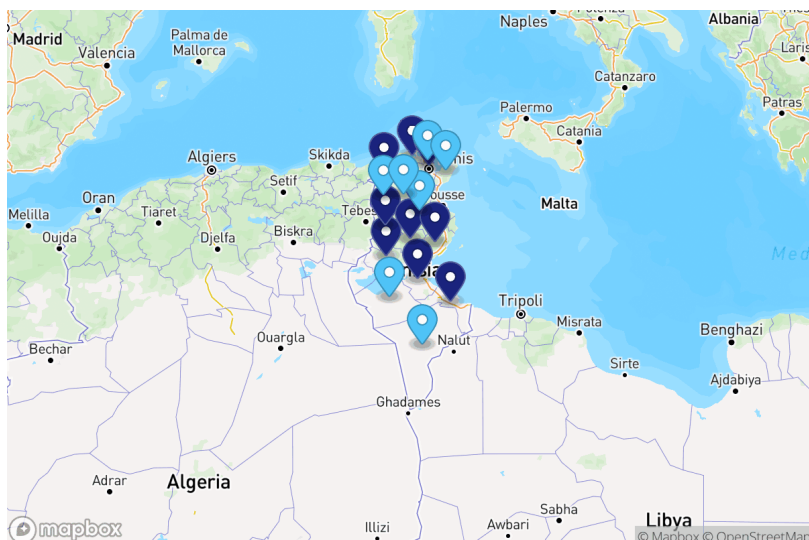 Naples
Potenza
Albania
Madrid
Palma de
Mallorca
Valencia
Laris
Catanzaro
Patras
Palermo
Catania
Algiers
Skikda
Setif
Oran
Malta
Melilla
Tiaret
Tebes
Oujda
Djelfa
Biskra
Med
Tripoli
Misrata
Benghazi
Ouargla
Nalut
Bechar
Sirte
Ajdabiya
Ghadames
Adrar
Algeria
Sabha
Libya
Illizi
Awbari
mapbox
© Mapbox © OpenStreetMap